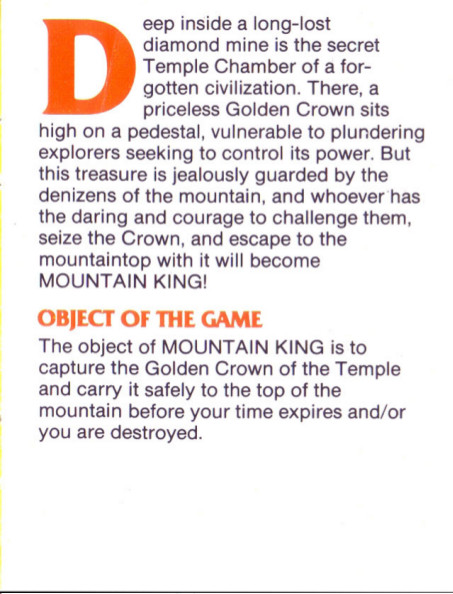 Deep inside a long-lost
diamond mine is the secret
Temple Chamber of a for-
gotten civilization. There, a
priceless Golden Crown sits
high on a pedestal, vulnerable to plundering
explorers seeking to control its power. But
this treasure is jealously guarded by the
denizens of the mountain, and whoever has
the daring and courage to challenge them,
seize the Crown, and escape to the
mountaintop with it will become
MOUNTAIN KING!
OBJECT OF THE GAME
The object of MOUNTAIN KING is to
capture the Golden Crown of the Temple
and carry it safely to the top of the
mountain before your time expires and/or
you are destroyed.